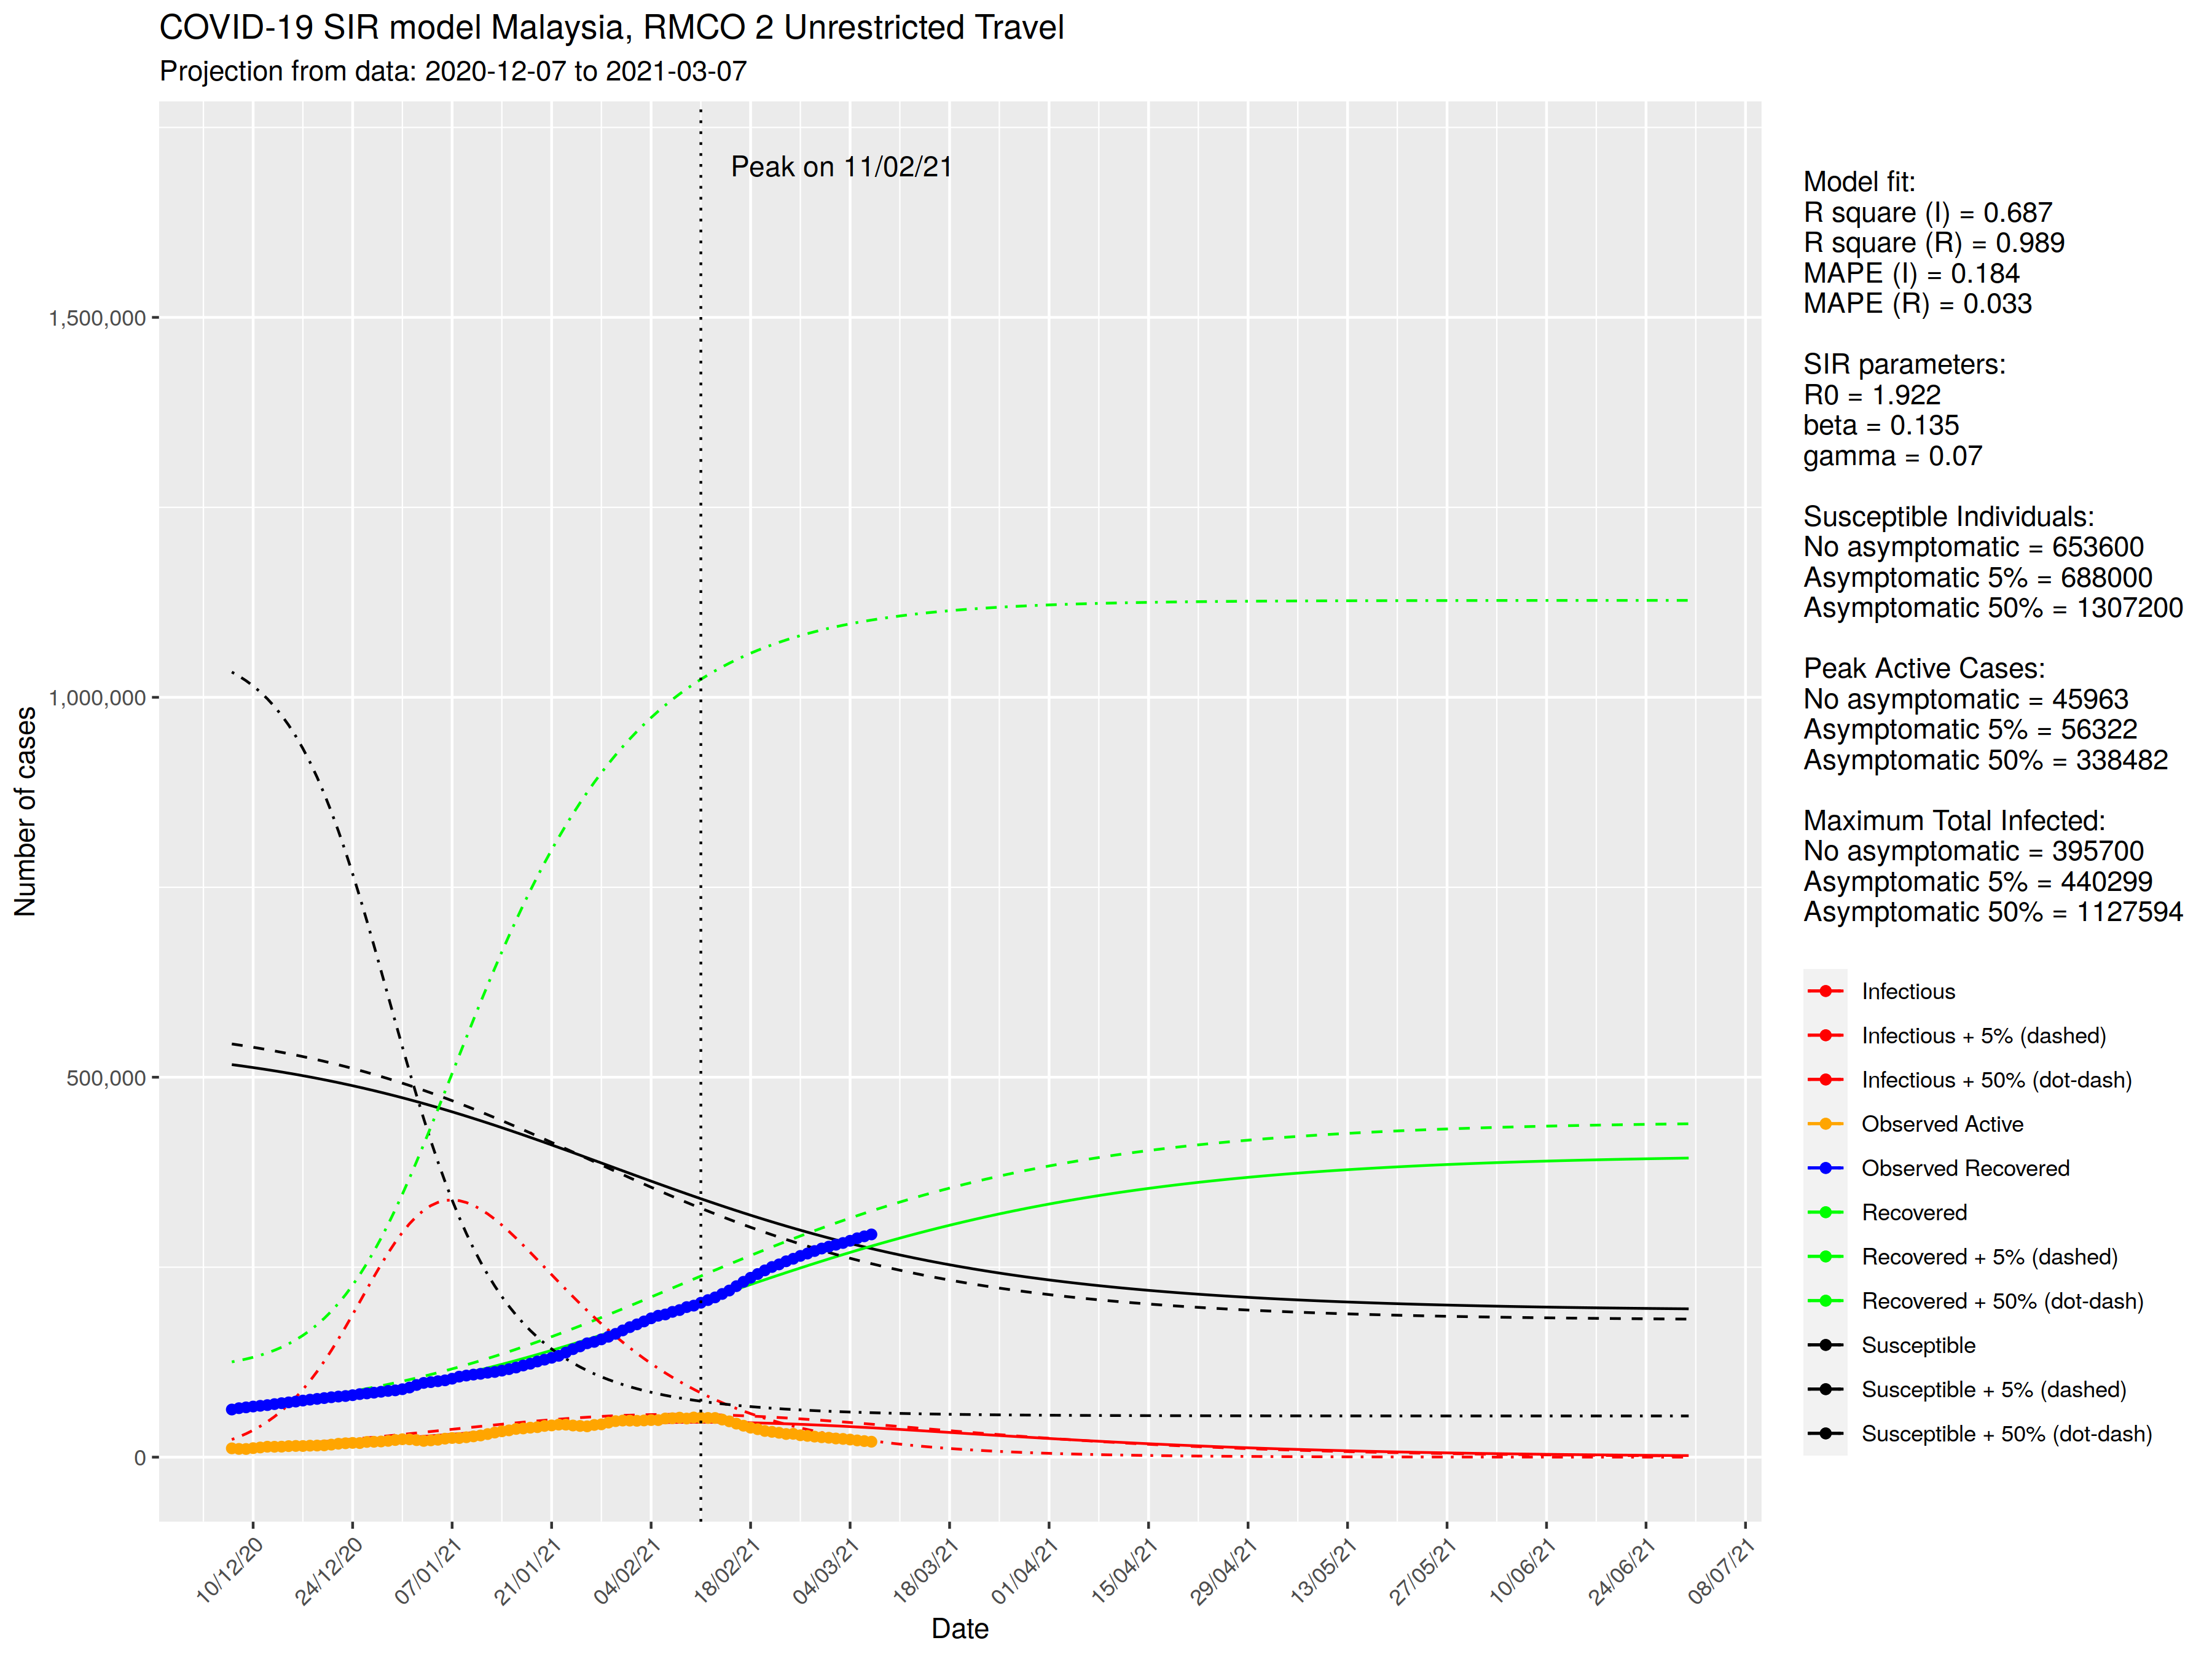 COVID-19 SIR model Malaysia, RMCO 2 Unrestricted Travel
Projection from data: 2020-12-07 to 2021-03-07
Peak on 11/02/21
Number of cases
1,500,000
1,000,000
500,000
0
10/12/20
24/12/20
07/01/21
21/01/21
04/02/21
18/02/21
04/03/21
18/03/21
01/04/21
15/04/21
29/04/21
13/05/21
27/05/21
10/06/21
24/06/21
08/07/21
Date
Model fit:
R square (I) = 0.687
R square (R) = 0.989
MAPE (I) = 0.184
MAPE (R) = 0.033
SIR parameters:
R0 = 1.922
beta = 0.135
gamma = 0.07
Susceptible Individuals:
No asymptomatic = 653600
Asymptomatic 5% = 688000
Asymptomatic 50% = 1307200
Peak Active Cases:
No asymptomatic = 45963
Asymptomatic 5% = 56322
Asymptomatic 50% = 338482
Maximum Total Infected:
No asymptomatic = 395700
Asymptomatic 5% = 440299
Asymptomatic 50% = 1127594
Infectious
Infectious + 5% (dashed)
Infectious + 50% (dot-dash)
Observed Active
Observed Recovered
Recovered
Recovered + 5% (dashed)
Recovered + 50% (dot-dash)
Susceptible
Susceptible + 5% (dashed)
Susceptible + 50% (dot-dash)